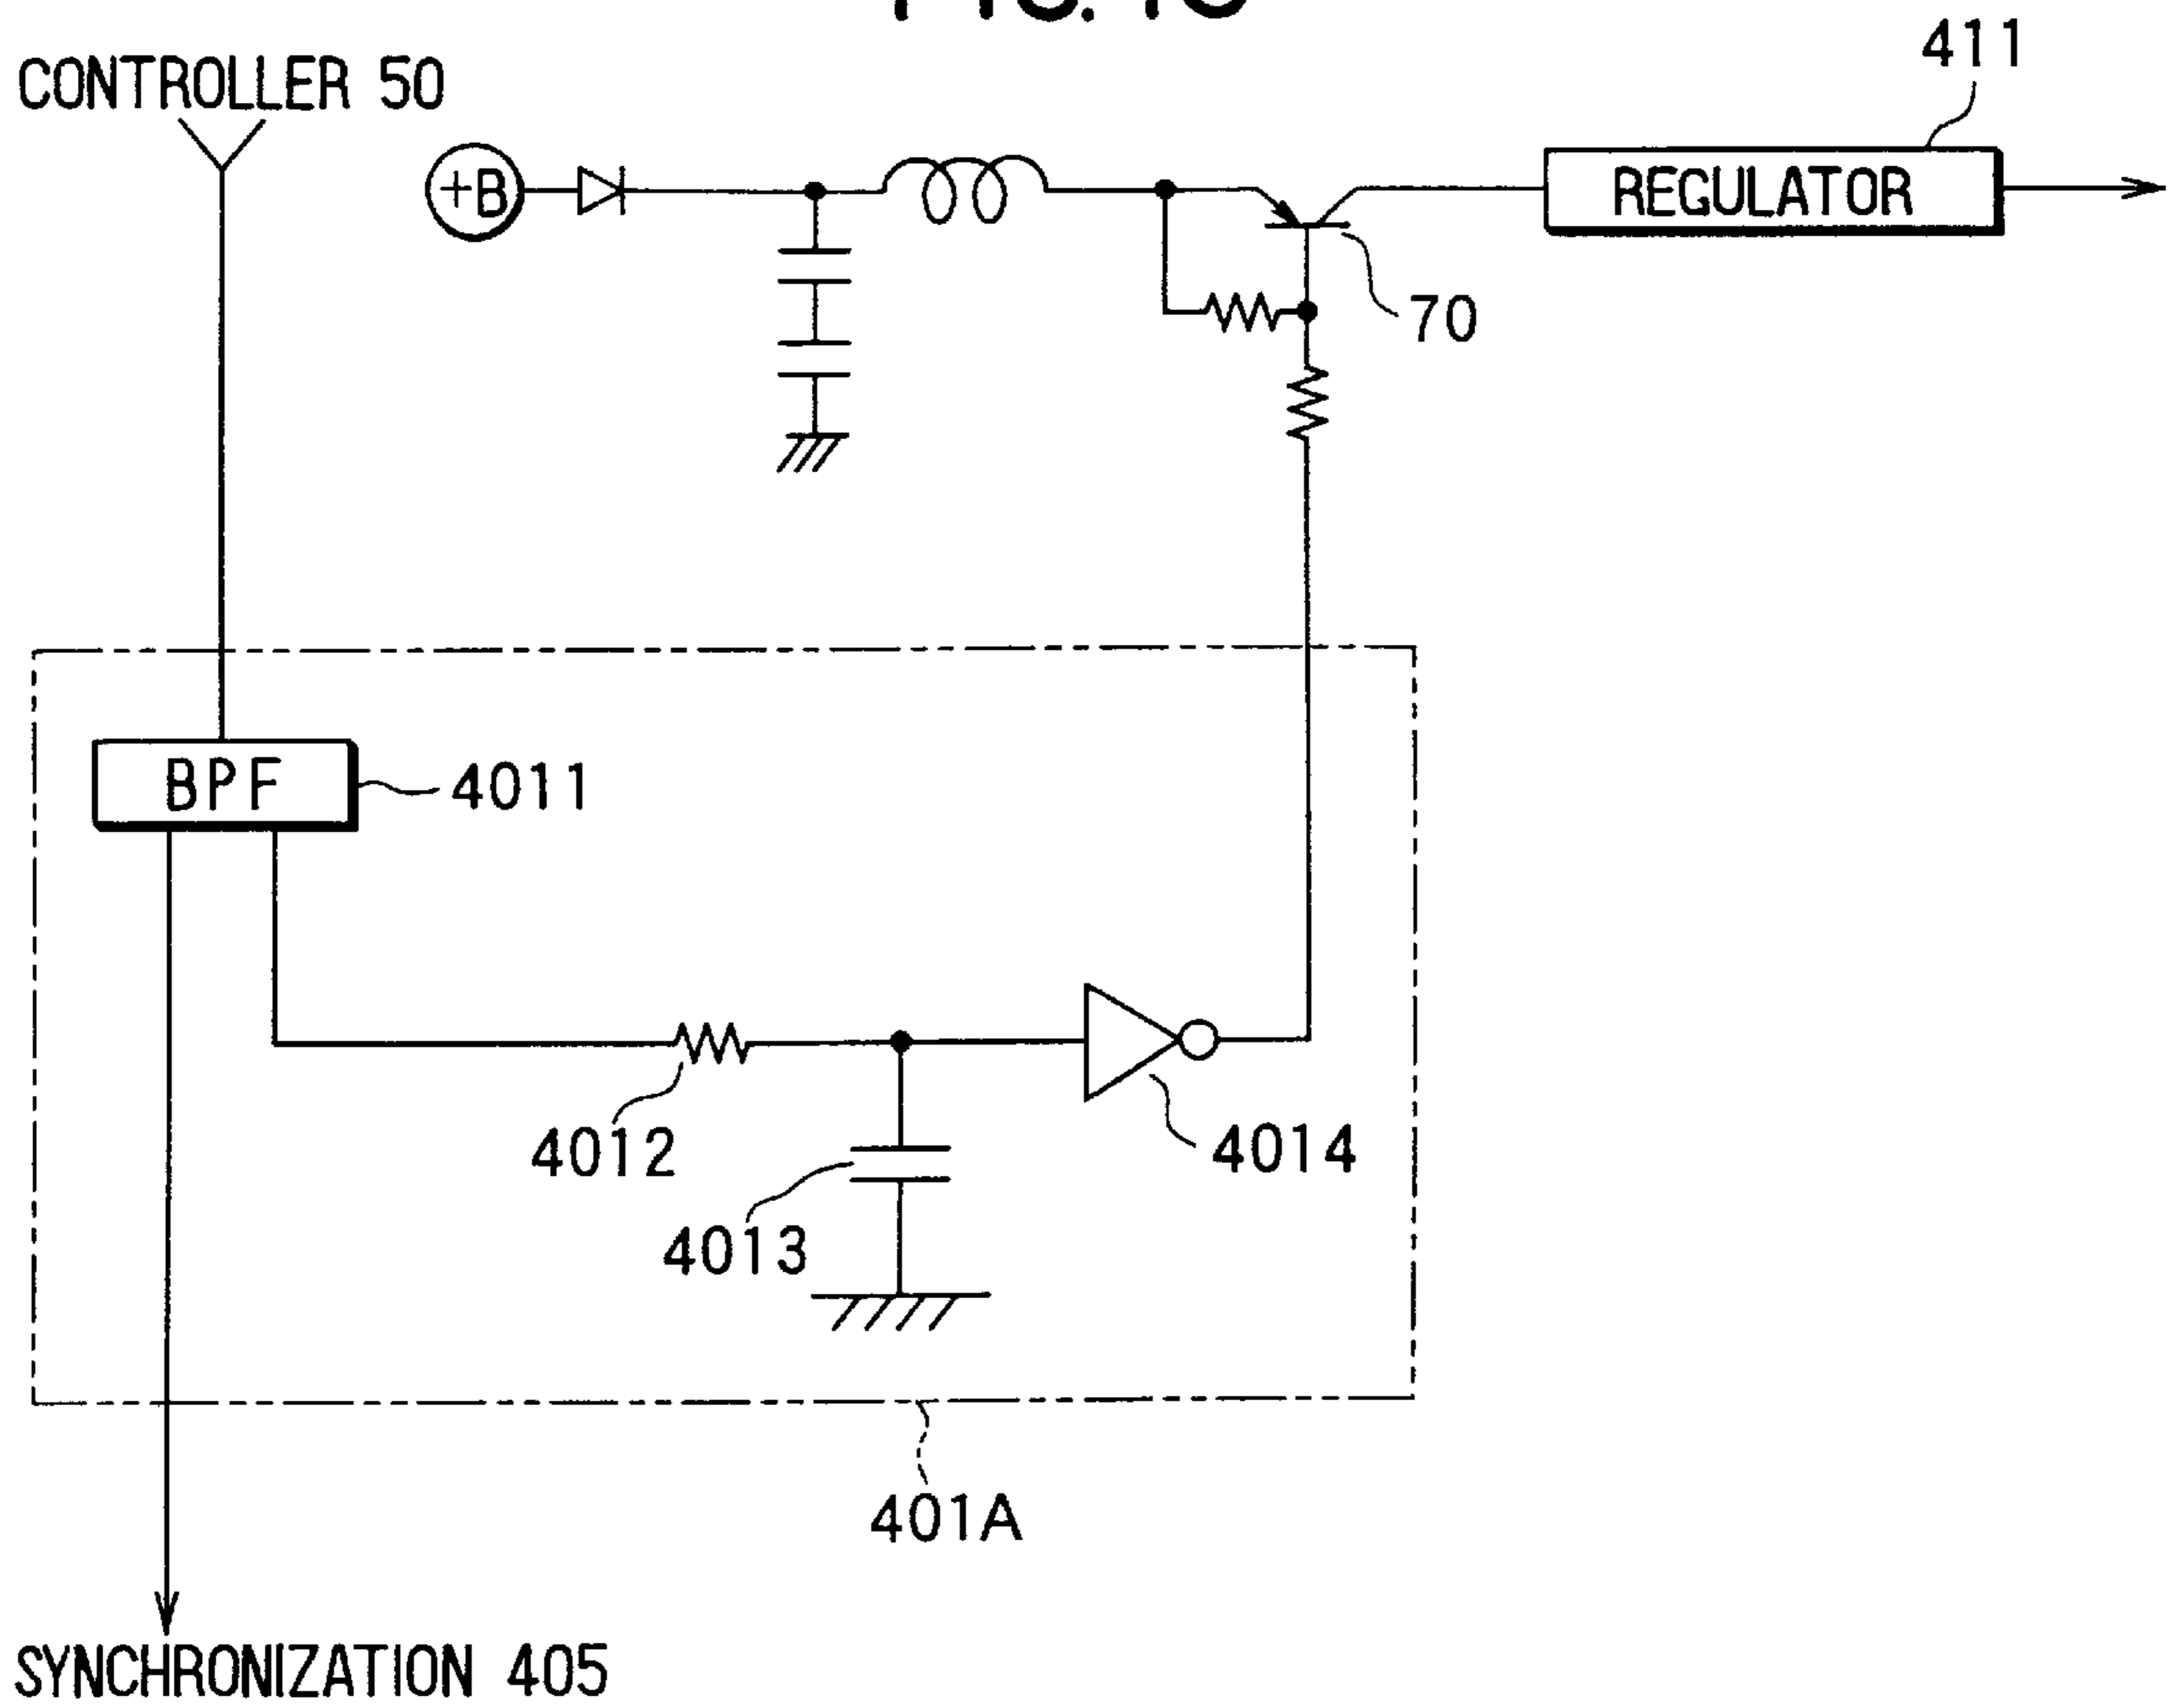 CONTROLLER 50
411
+B
REGULATOR
70
BPF
4011
4012
4014
4013
401A
SYNCHRONIZATION 405